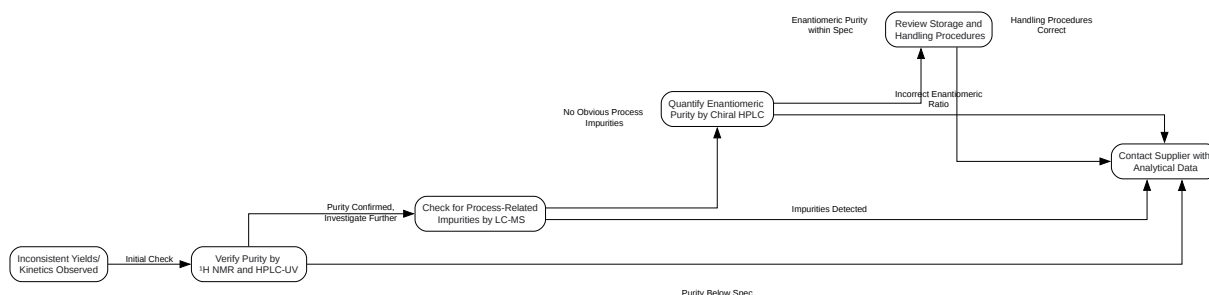 Enantiomeric Purity
within Spec
Review Storage and
Handling Procedures
Handling Procedures
Correct
No Obvious Process
Impurities
Quantify Enantiomeric
Purity by Chiral HPLC
Incorrect Enantiomeric
Ratio
Contact Supplier with
Analytical Data
Purity Confirmed,
Investigate Further
Check for Process-Related
Impurities by LC-MS
Impurities Detected
Inconsistent Yields/
Kinetics Observed
Initial Check
Verify Purity by
¹H NMR and HPLC-UV
Purity Below Spec